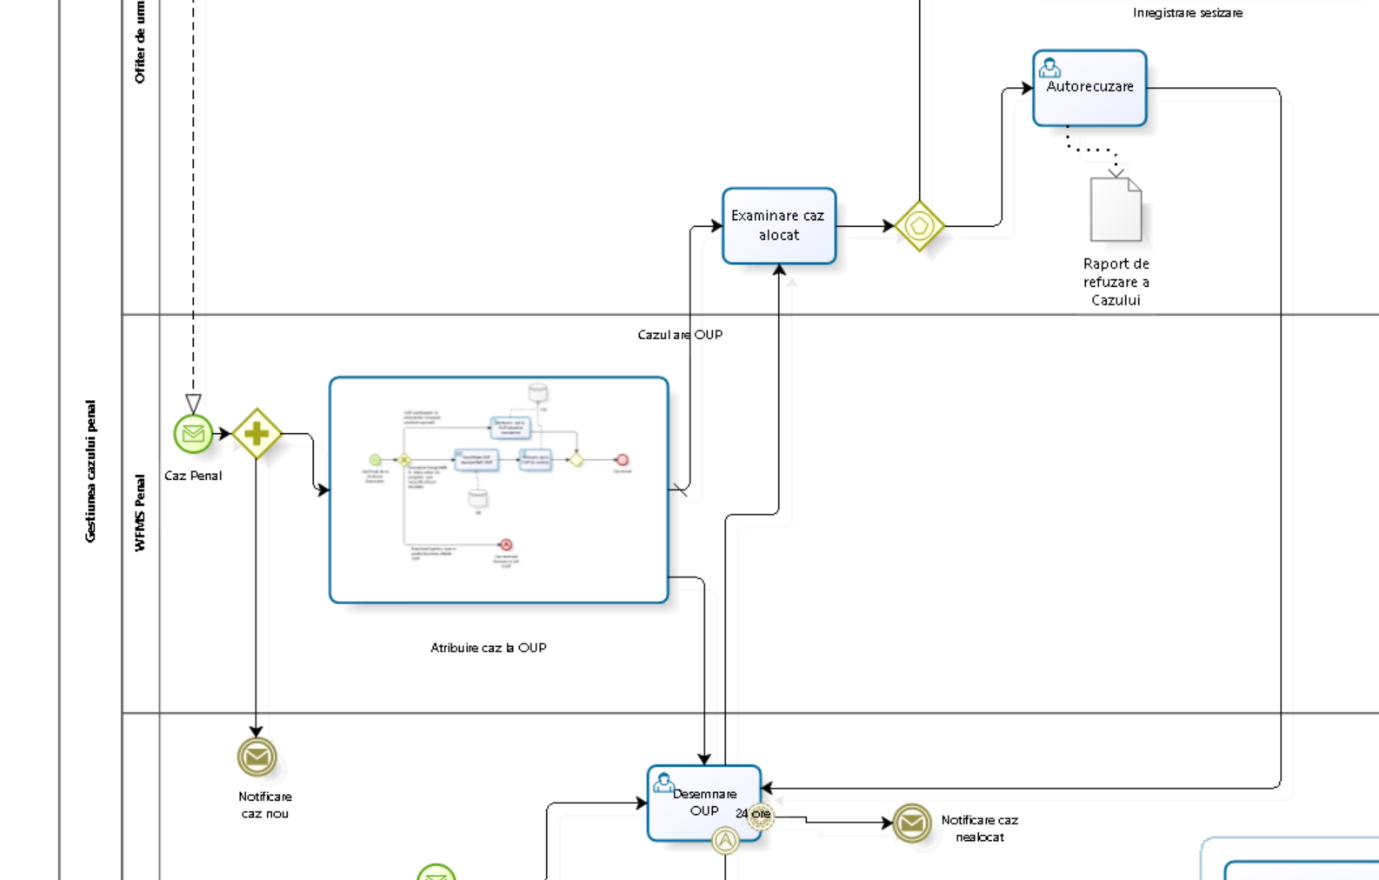 Ofiter de urm
Inregistrare sesizare
Autorecuzare
Examinare caz
alocat
Raport de
refuzare a
Cazului
Cazul are OUP
Gestiunea cazului penal
WFMS Penal
Caz Penal
Atribuire caz la OUP
Notificare
caz nou
Desemnare
OUP
24 ore
Notificare caz
nealocat